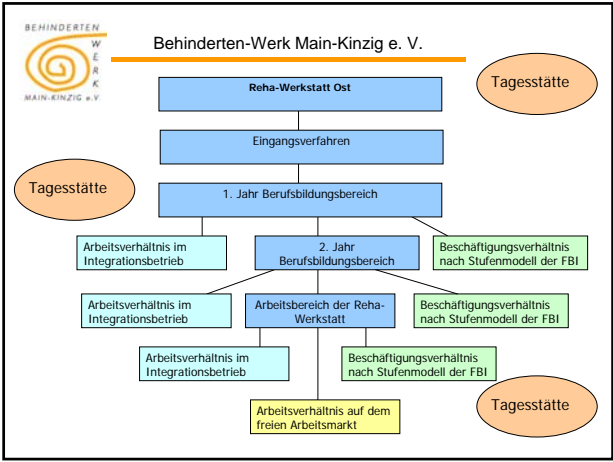 BEHINDERTEN
WERK
MAIN-KINZIG e.V.
Behinderten-Werk Main-Kinzig e. V.
Tagesstätte
Reha-Werkstatt Ost
Eingangsverfahren
Tagesstätte
1. Jahr Berufsbildungsbereich
Arbeitsverhältnis im
Integrationsbetrieb
2. Jahr
Berufsbildungsbereich
Beschäftigungsverhältnis
nach Stufenmodell der FBI
Arbeitsverhältnis im
Integrationsbetrieb
Arbeitsbereich der Reha-
Werkstatt
Beschäftigungsverhältnis
nach Stufenmodell der FBI
Arbeitsverhältnis im
Integrationsbetrieb
Beschäftigungsverhältnis
nach Stufenmodell der FBI
Arbeitsverhältnis auf dem
freien Arbeitsmarkt
Tagesstätte